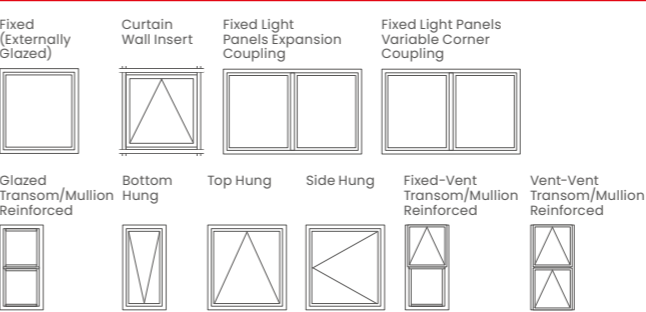 Fixed
(Externally
Glazed)
Curtain
Wall Insert
Fixed Light
Panels Expansion
Coupling
Fixed Light Panels
Variable Corner
Coupling
Glazed
Transom/Mullion
Reinforced
Bottom
Hung
Top Hung
Side Hung
Fixed-Vent
Transom/Mullion
Reinforced
Vent-Vent
Transom/Mullion
Reinforced